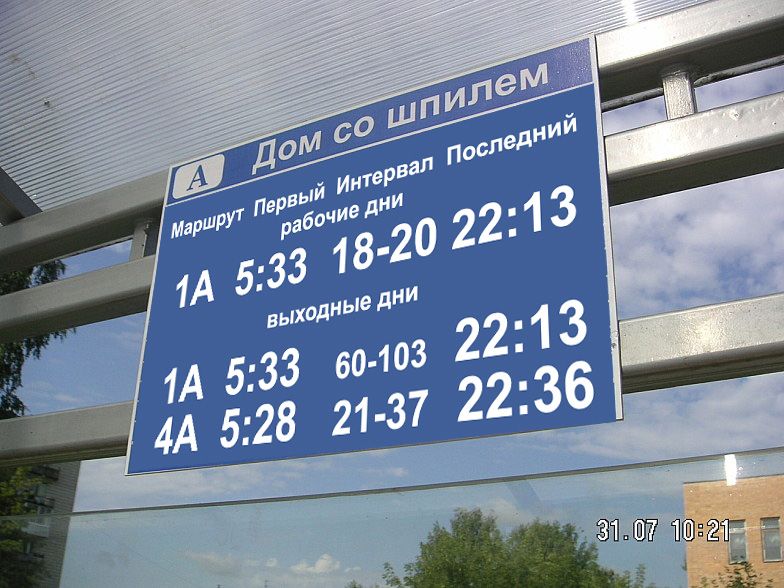 А Дом со шпилем
Маршрут Первый Интервал Последний
рабочие дни
1А 5:33 18-20 22:13
выходные дни
1А 5:33 60-103 22:13
4А 5:28 21-37 22:36
31.07 10:21